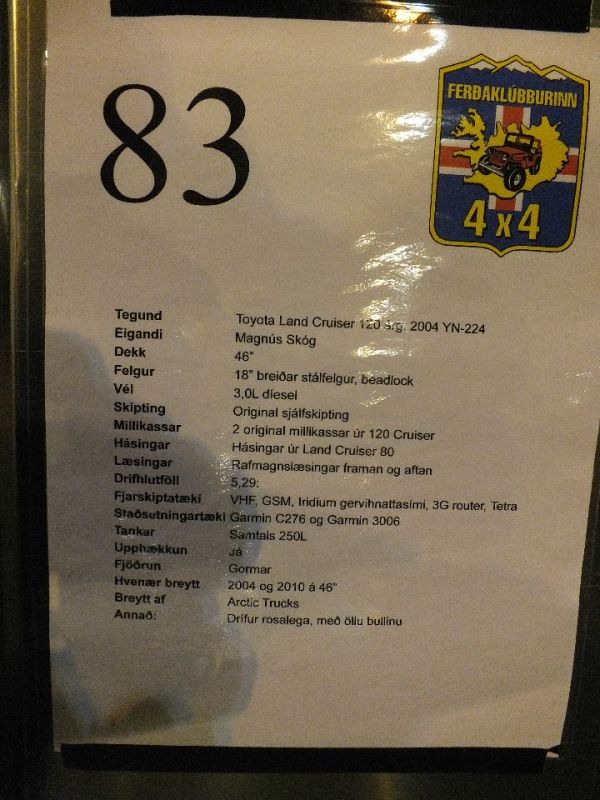 83
FERÐAKLÚBBURINN
4 x 4
Tegund Toyota Land Cruiser 120 árg. 2004 YN-224
Eigandi Magnús Skóg
Dekk 46"
Felgur 18" breiðar stálfelgur, beadlock
Vél 3,0L diesel
Skipting Original sjálfskipting
Millikassar 2 original millikassar úr 120 Cruiser
Hásingar Hásingar úr Land Cruiser 80
Læsingar Rafmagnslæsingar framan og aftan
Drifhlutföll 5,29:
Fjarskiptatæki VHF, GSM, Iridium gervihnattasími, 3G router, Tetra
Staðsetningartæki Garmin C276 og Garmin 3006
Tankar Samtals 250L
Upphækkun Já
Fjöðrun Gormar
Hvenær breytt 2004 og 2010 á 46"
Breytt af Arctic Trucks
Annað: Drífur rosalega, með öllu bullinu